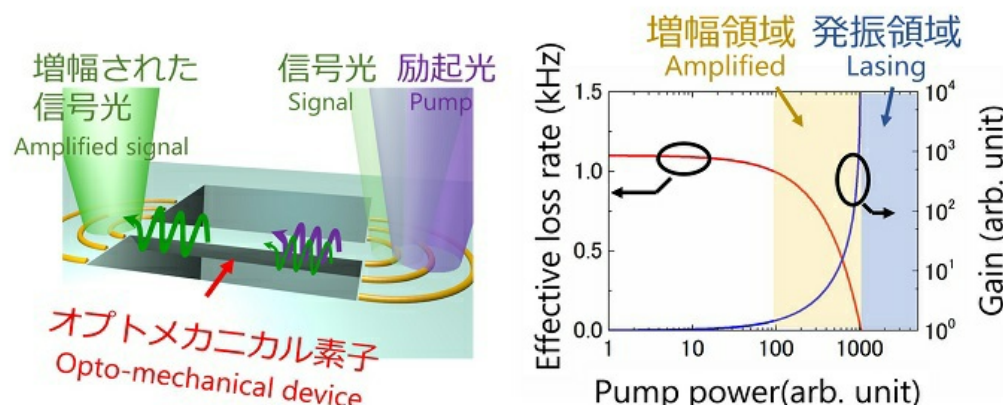 増幅された
信号光
Amplified signal
信号光
Signal
励起光
Pump
オプトメカニカル素子
Opto-mechanical device
増幅領域
Amplified
発振領域
Lasing
Effective loss rate (kHz)
1.5
1.0
0.5
0.0
1
10
100
1000
Pump power(arb. unit)
10⁴
10³
10²
10¹
10⁰
Gain (arb. unit)